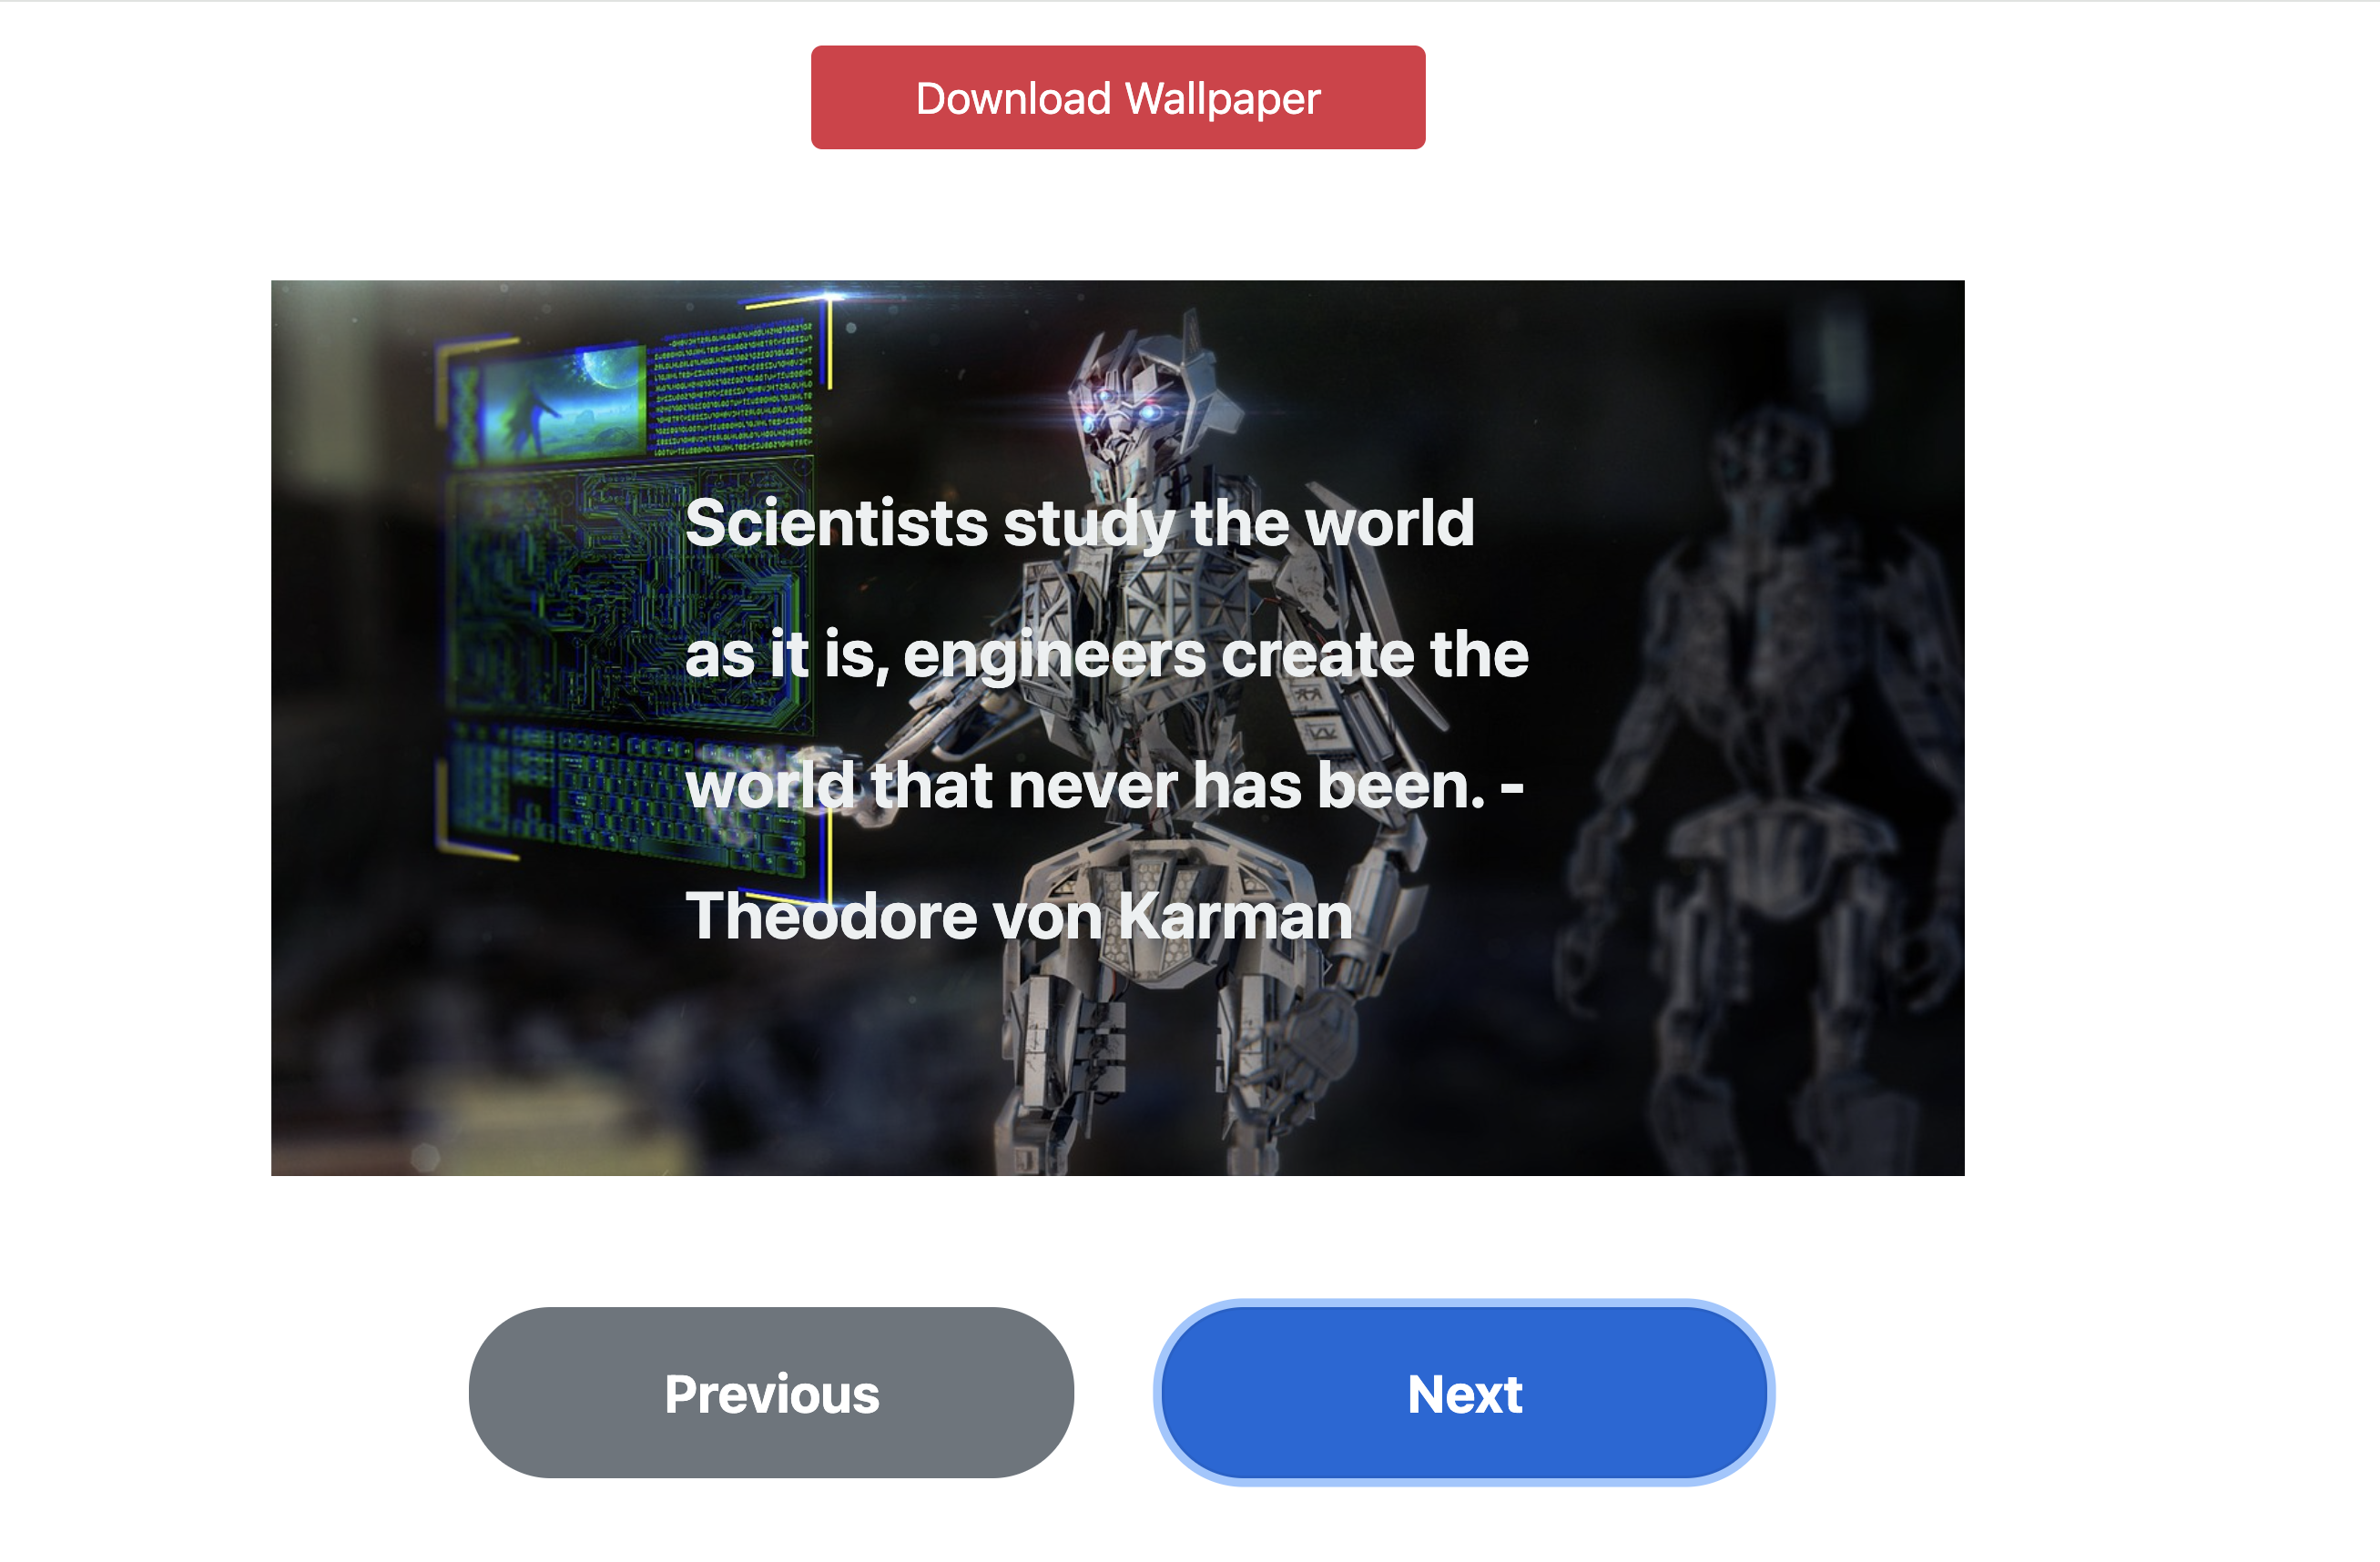 Download Wallpaper
Scientists study the world
as it is, engineers create the
world that never has been. -
Theodore von Karman
Previous
Next